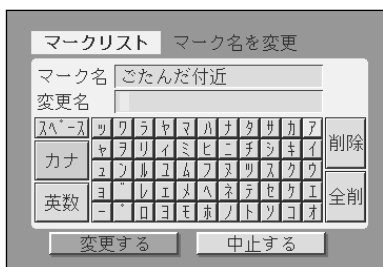 マークリスト マーク名を変更
マーク名 ごたんだ付近
変更名
スペース ッ ワ ラ ヤ マ ハ ナ タ サ カ ア 削除
カナ ャ ヲ リ イ ミ ヒ ニ チ シ キ イ
ュ ン ル ユ ム フ ヌ ツ ス ク ウ
英数 ョ ゛ レ エ メ ヘ ネ テ セ ケ エ 全削
ー ゜ ロ ヨ モ ホ ノ ト ソ コ オ
変更する 中止する